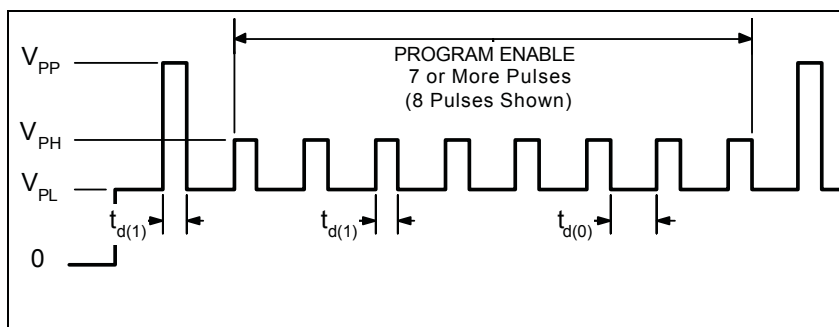 PROGRAM ENABLE
7 or More Pulses
(8 Pulses Shown)
VPP
VPH
VPL
td(1)
td(1)
td(0)
0